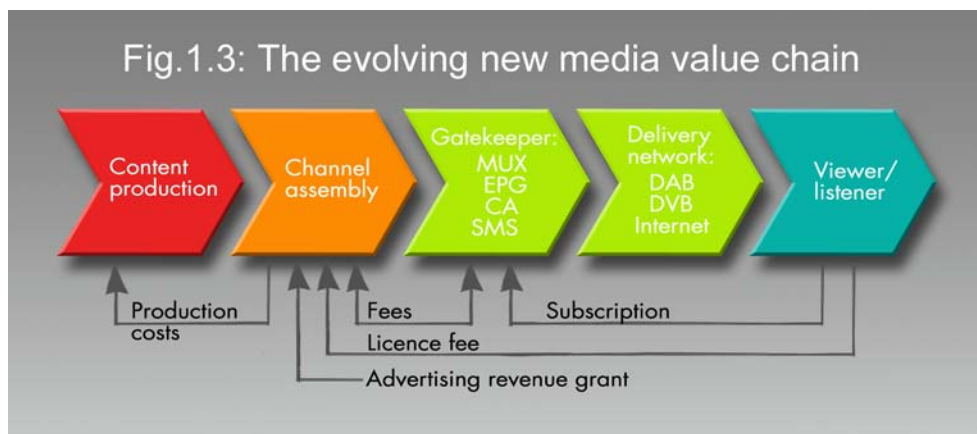 Fig.1.3: The evolving new media value chain
Content
production
Channel
assembly
Gatekeeper:
MUX
EPG
CA
SMS
Delivery
network:
DAB
DVB
Internet
Viewer/
listener
Production
costs
Fees
Subscription
Licence fee
Advertising revenue grant